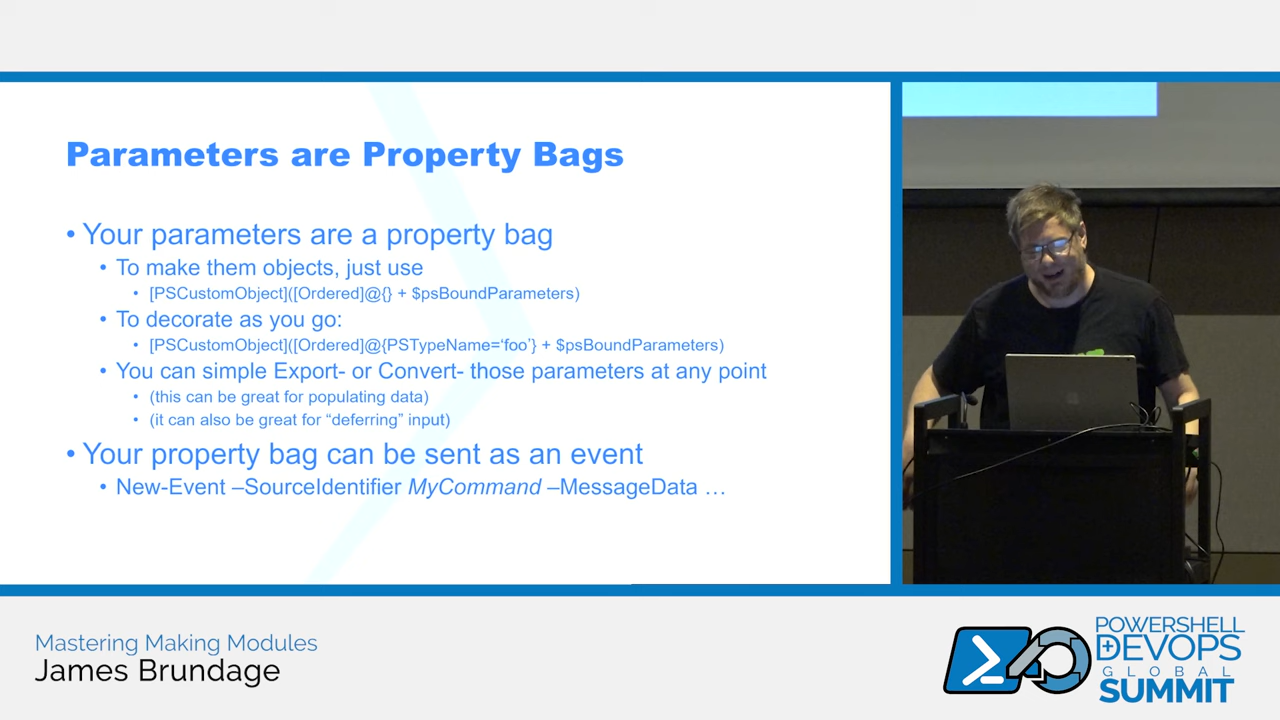 Parameters are Property Bags
• Your parameters are a property bag
• To make them objects, just use
• [PSCustomObject]([Ordered]@{} + $psBoundParameters)
• To decorate as you go:
• [PSCustomObject]([Ordered]@{PSTypeName=‘foo’} + $psBoundParameters)
• You can simple Export- or Convert- those parameters at any point
• (this can be great for populating data)
• (it can also be great for “deferring” input)
• Your property bag can be sent as an event
• New-Event –SourceIdentifier MyCommand –MessageData …
Mastering Making Modules
James Brundage
POWERSHELL
+DEVOPS
GLOBAL
SUMMIT